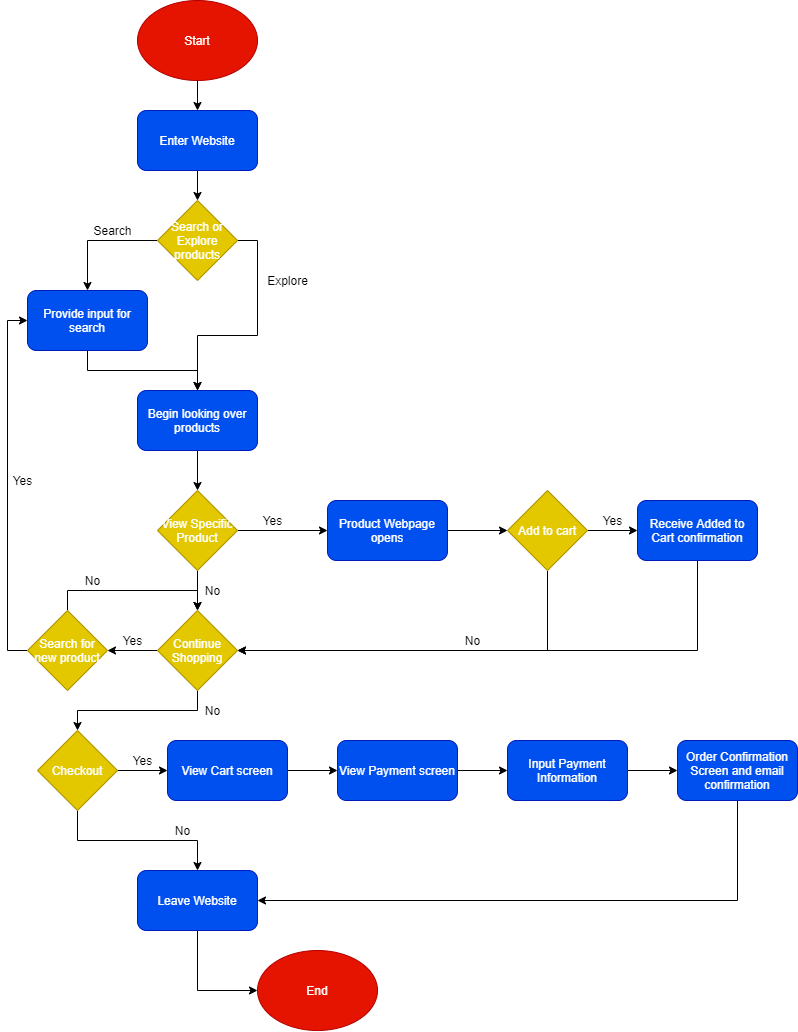 Start
Enter Website
Search or
Explore
products
Search
Explore
Provide input for
search
Begin looking over
products
Yes
View Specific
Product
Yes
Product Webpage
opens
Add to cart
Yes
Receive Added to
Cart confirmation
No
No
Search for
new product
Yes
Continue
Shopping
No
No
Checkout
Yes
View Cart screen
View Payment screen
Input Payment
Information
Order Confirmation
Screen and email
confirmation
No
Leave Website
End